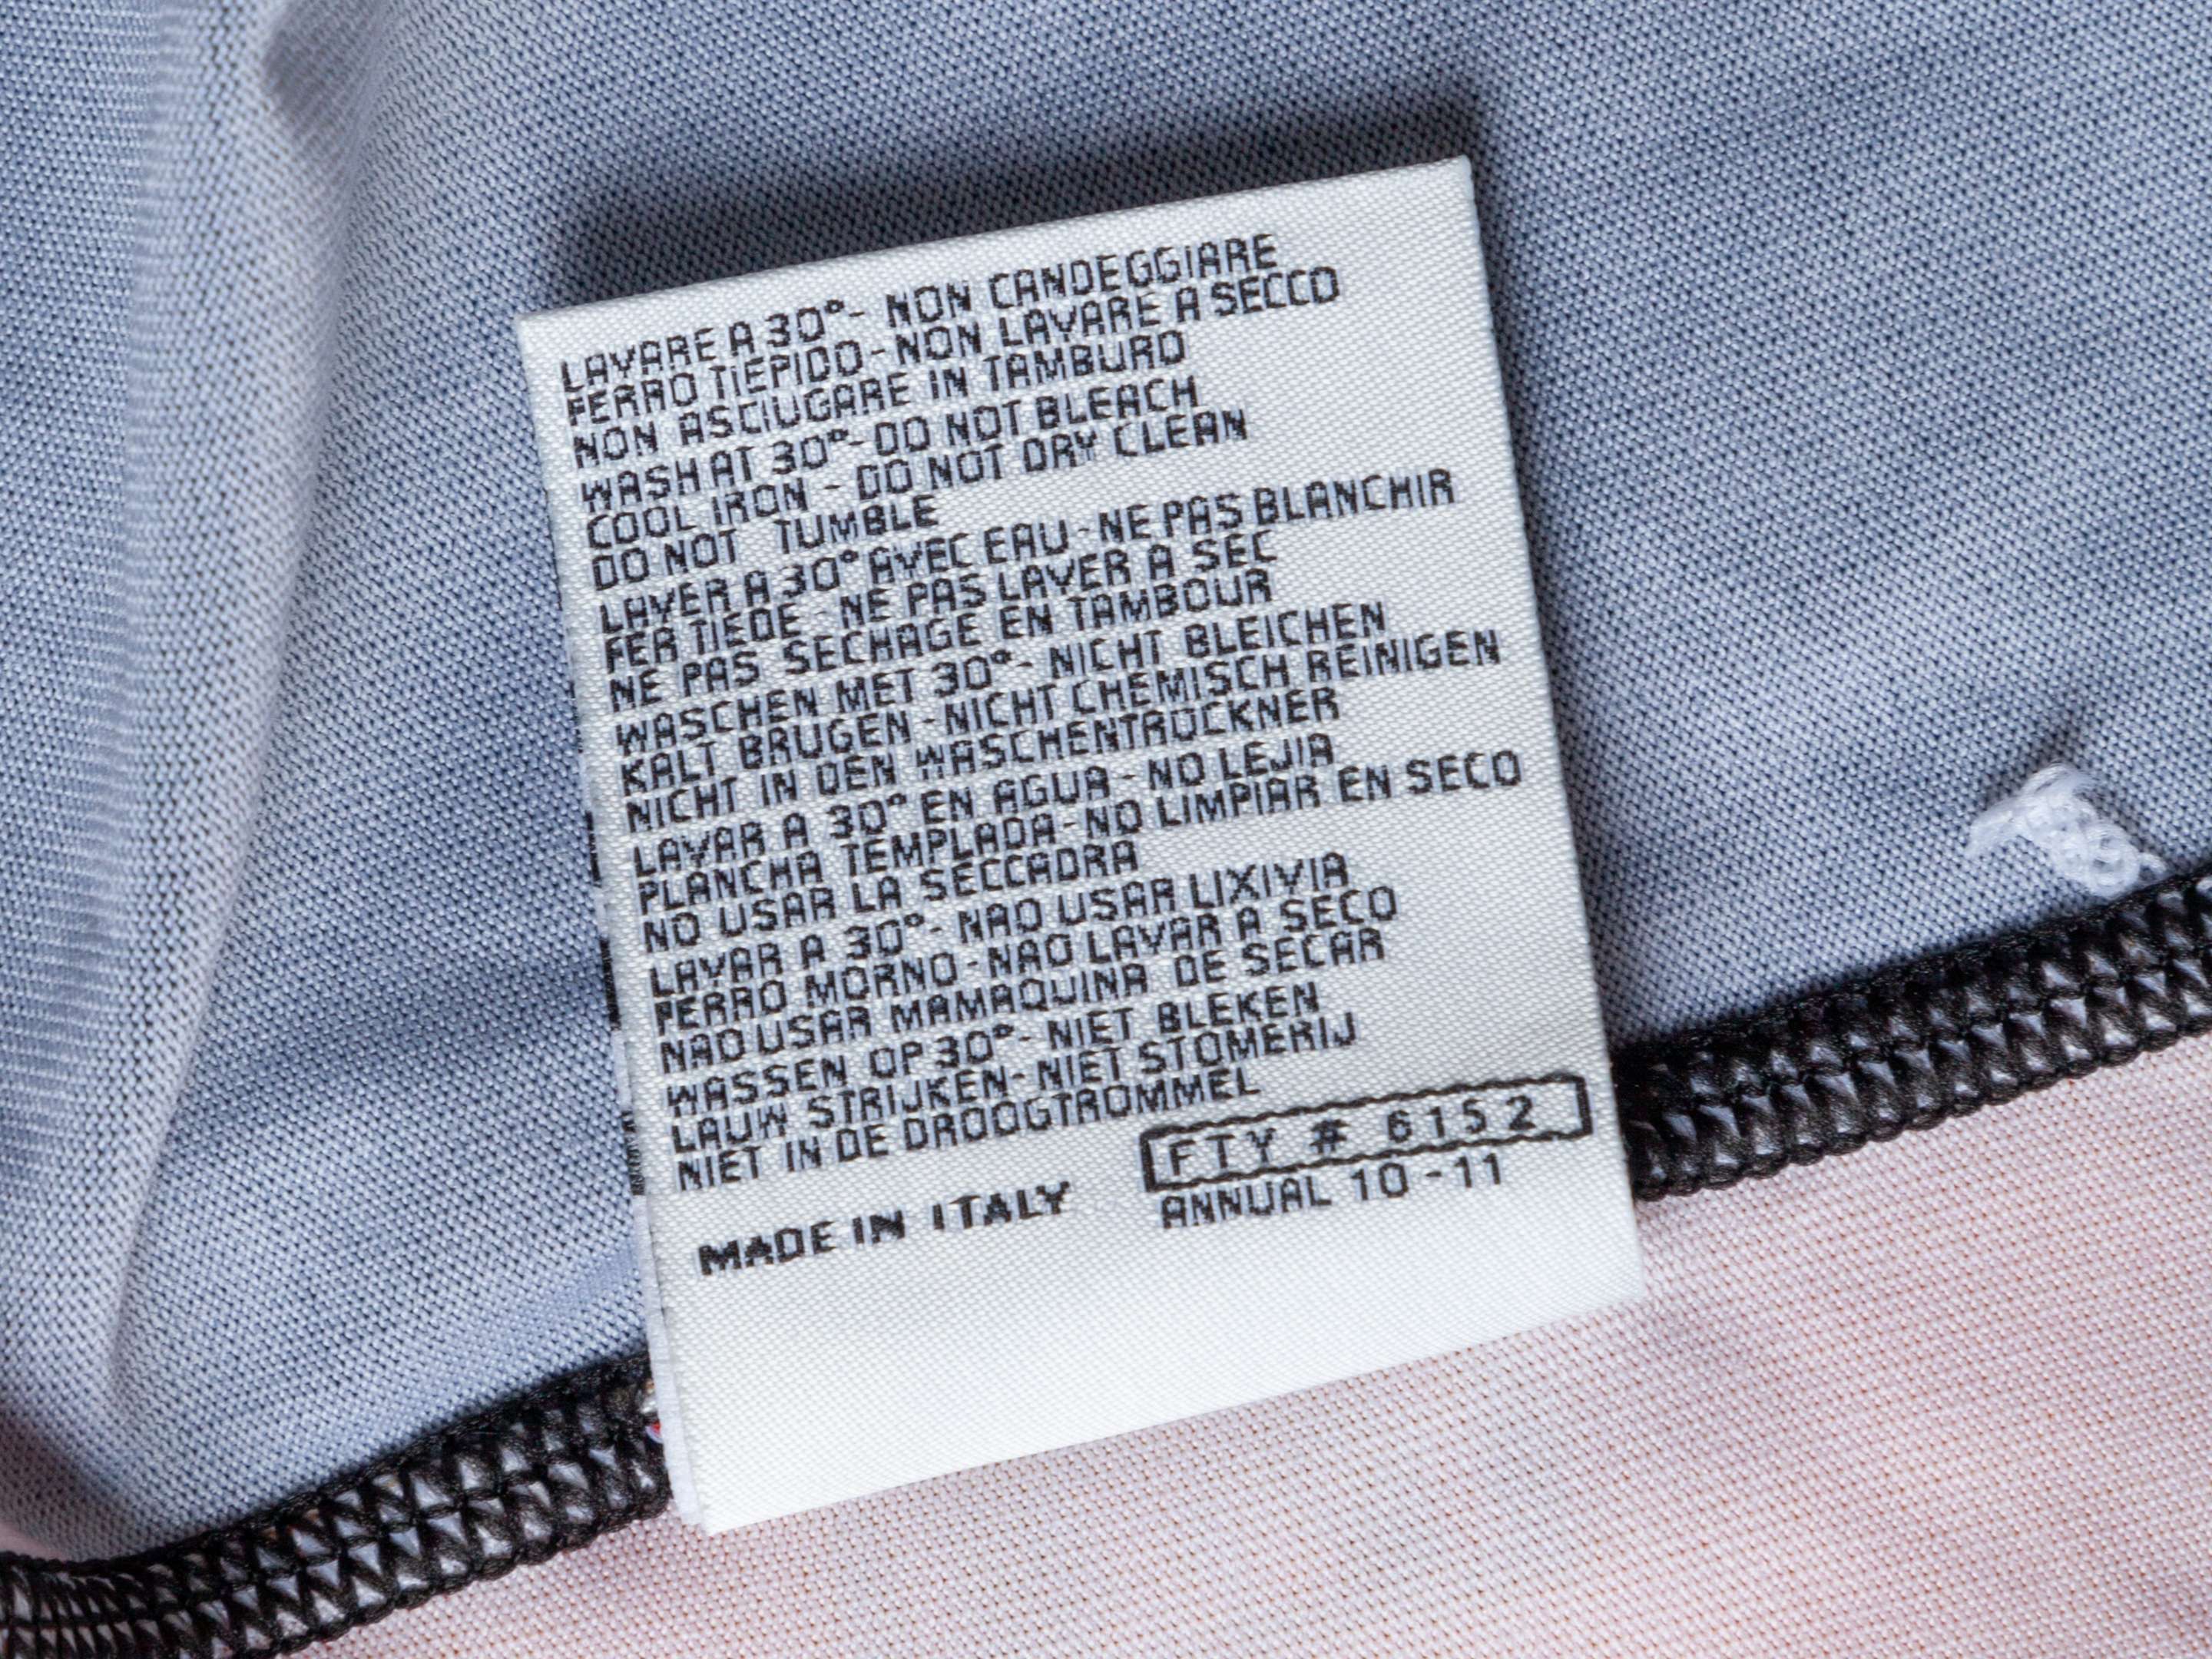 LAVARE A 30°- NON CANDEGGIARE
FERRO TIEPIDO-NON LAVARE A SECCO
NON ASCIUGARE IN TAMBURO
WASH AT 30°-DO NOT BLEACH
COOL IRON - DO NOT DRY CLEAN
DO NOT TUMBLE
LAVER A 30° AVEC EAU-NE PAS BLANCHIR
FER TIEDE-NE PAS LAVER A SEC
NE PAS SECHAGE EN TAMBOUR
WASCHEN MET 30°- NICHT BLEICHEN
KALT BRUGEN-NICHT CHEMISCH REINIGEN
NICHT IN DEN WASCHENTROCKNER
LAVAR A 30° EN AGUA-NO LEJIA
PLANCHA TEMPLADA-NO LIMPIAR EN SECO
NO USAR LA SECCADRA
LAVAR A 30°- NAO USAR LIXIVIA
FERRO MORNO-NAO LAVAR A SECO
NAO USAR MAMAQUINA DE SECAR
WASSEN OP 30°- NIET BLEKEN
LAUW STRIJKEN-NIET STOMERIJ
NIET IN DE DROOGTROMMEL
FTY # 6152
MADE IN ITALY ANNUAL 10-11